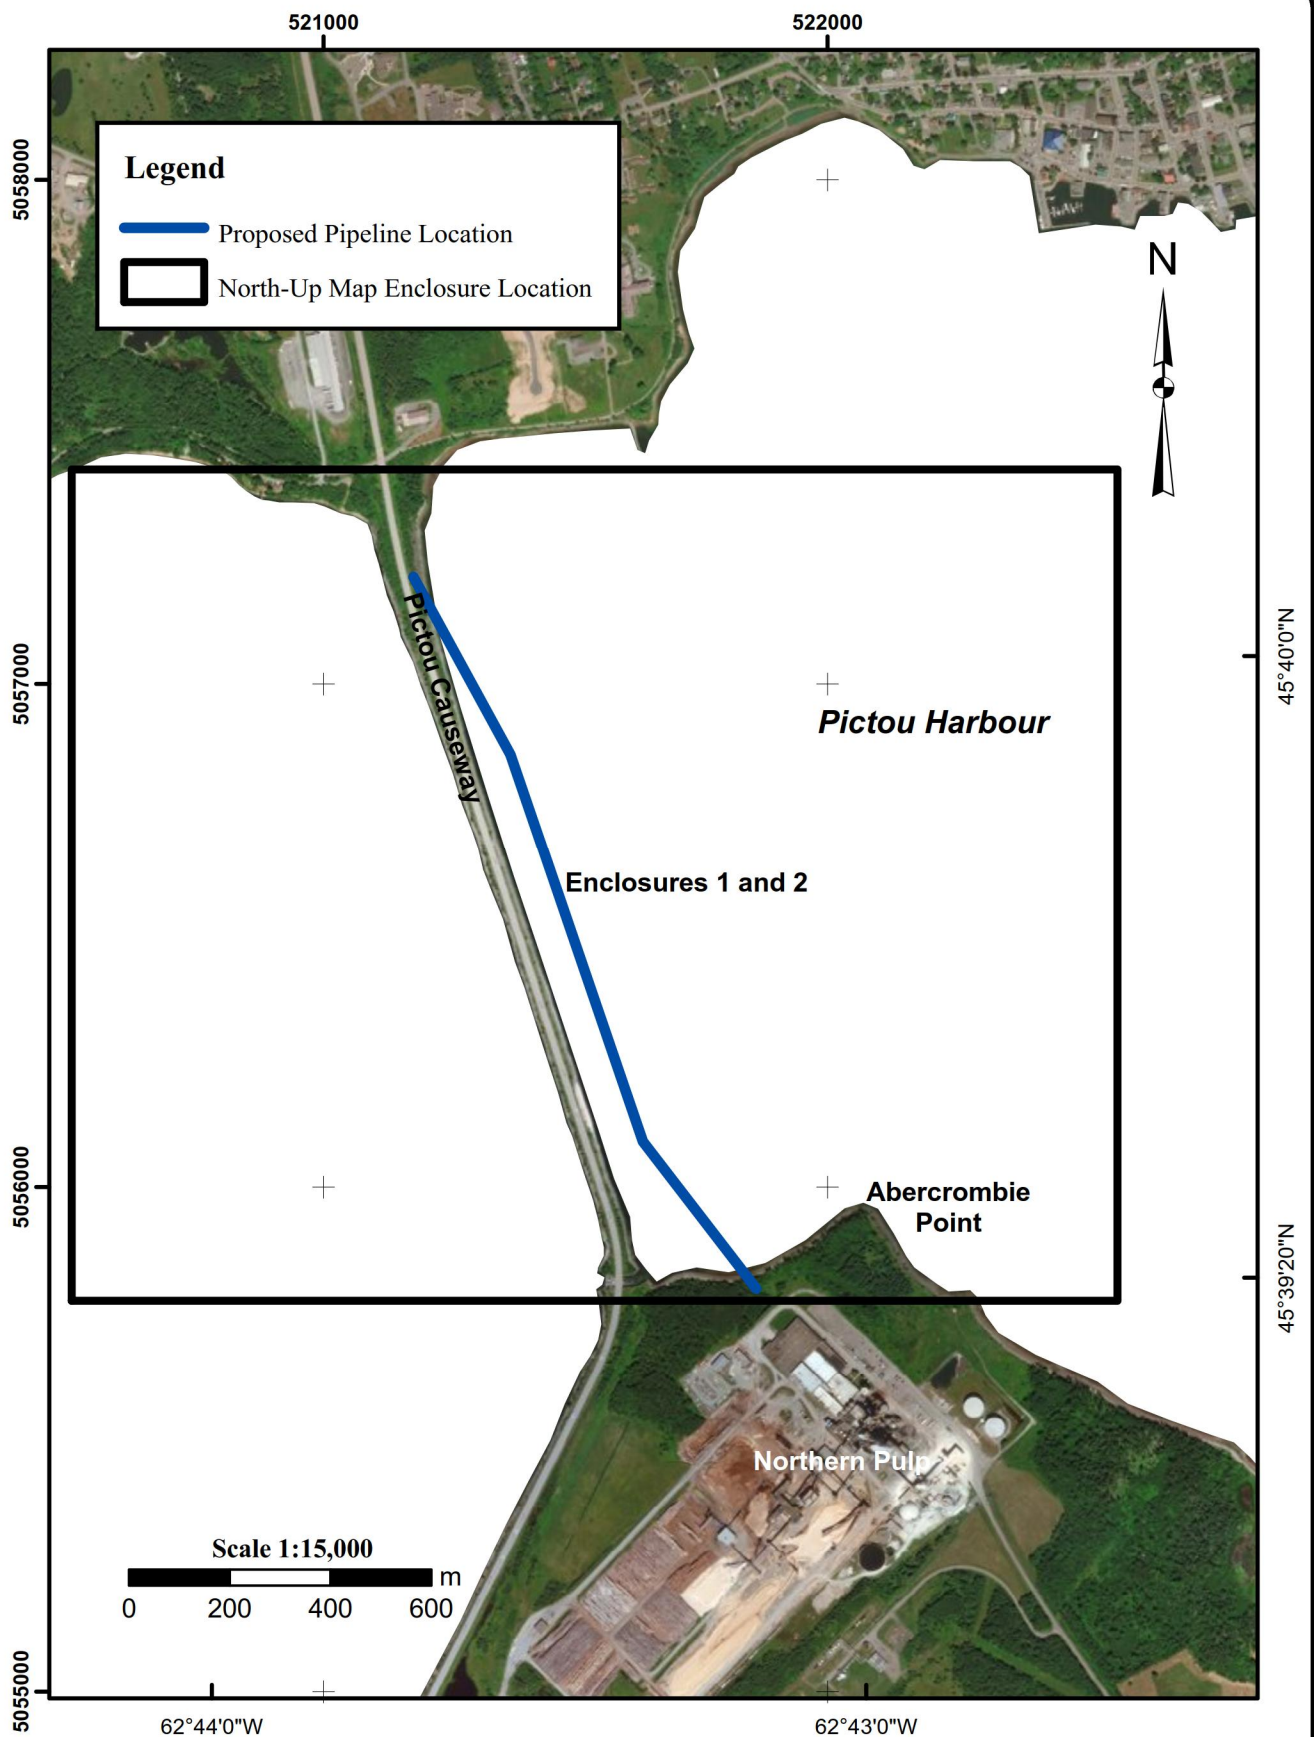 521000
522000
5058000
Legend
Proposed Pipeline Location
North-Up Map Enclosure Location
N
Pictou Causeway
5057000
45°40'0"N
Pictou Harbour
Enclosures 1 and 2
5056000
Abercrombie
Point
45°39'20"N
Northern Pulp
Scale 1:15,000
m
0
200
400
600
5055000
62°44'0"W
62°43'0"W